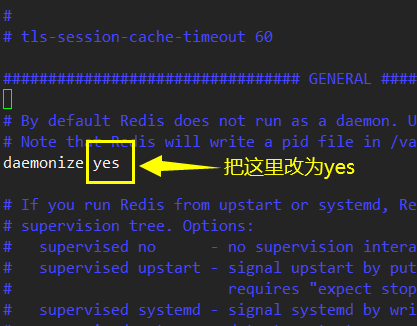 #
# tls-session-cache-timeout 60
################################# GENERAL ####
# By default Redis does not run as a daemon. U
# Note that Redis will write a pid file in /va
daemonize yes
把这里改为yes
# If you run Redis from upstart or systemd, Re
# supervision tree. Options:
#   supervised no      - no supervision intera
#   supervised upstart - signal upstart by put
#                        requires "expect stop
#   supervised systemd - signal systemd by wri